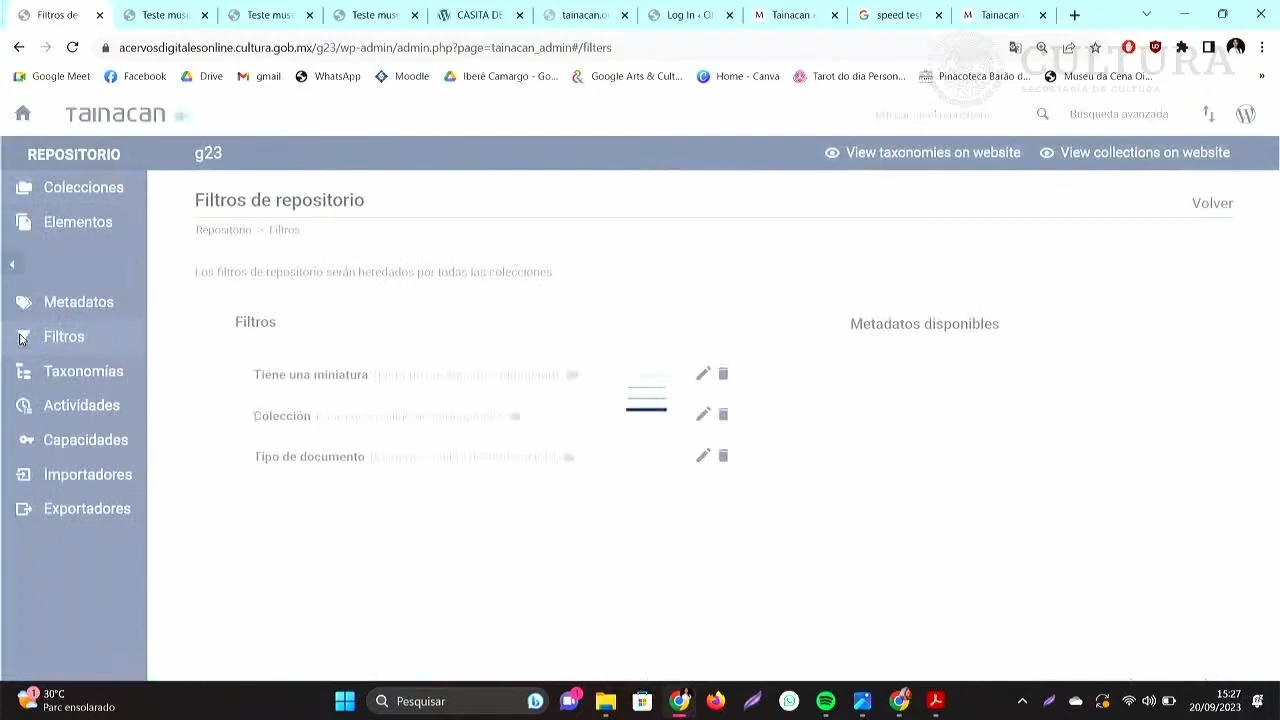 Filtros de
Teste mus
Teste mus
Teste mus
CASITA DE
tainacan.o
Log In ‹ O
Tainacan
speed test
Tainacan
acervosdigitalesonline.cultura.gob.mx/g23/wp-admin/admin.php?page=tainacan_admin#/filters
Google Meet
Facebook
Drive
gmail
WhatsApp
Moodle
Iberê Camargo - Go...
Google Arts & Cult...
Home - Canva
Tarot do dia Person...
Pinacoteca Barão d...
Museu da Cena Ol...
»
CULTURA
SECRETARÍA DE CULTURA
TAINACAN
Búsqueda avanzada
REPOSITORIO
g23
View taxonomies on website
View collections on website
Colecciones
Elementos
Metadatos
Filtros
Taxonomías
Actividades
Capacidades
Importadores
Exportadores
Filtros de repositorio
Volver
Repositorio > Filtros
Los filtros de repositorio serán heredados por todas las colecciones
Filtros
Metadatos disponibles
Tiene una miniatura
Colección
Tipo de documento
30°C
Parc ensolarado
Pesquisar
15:27
20/09/2023